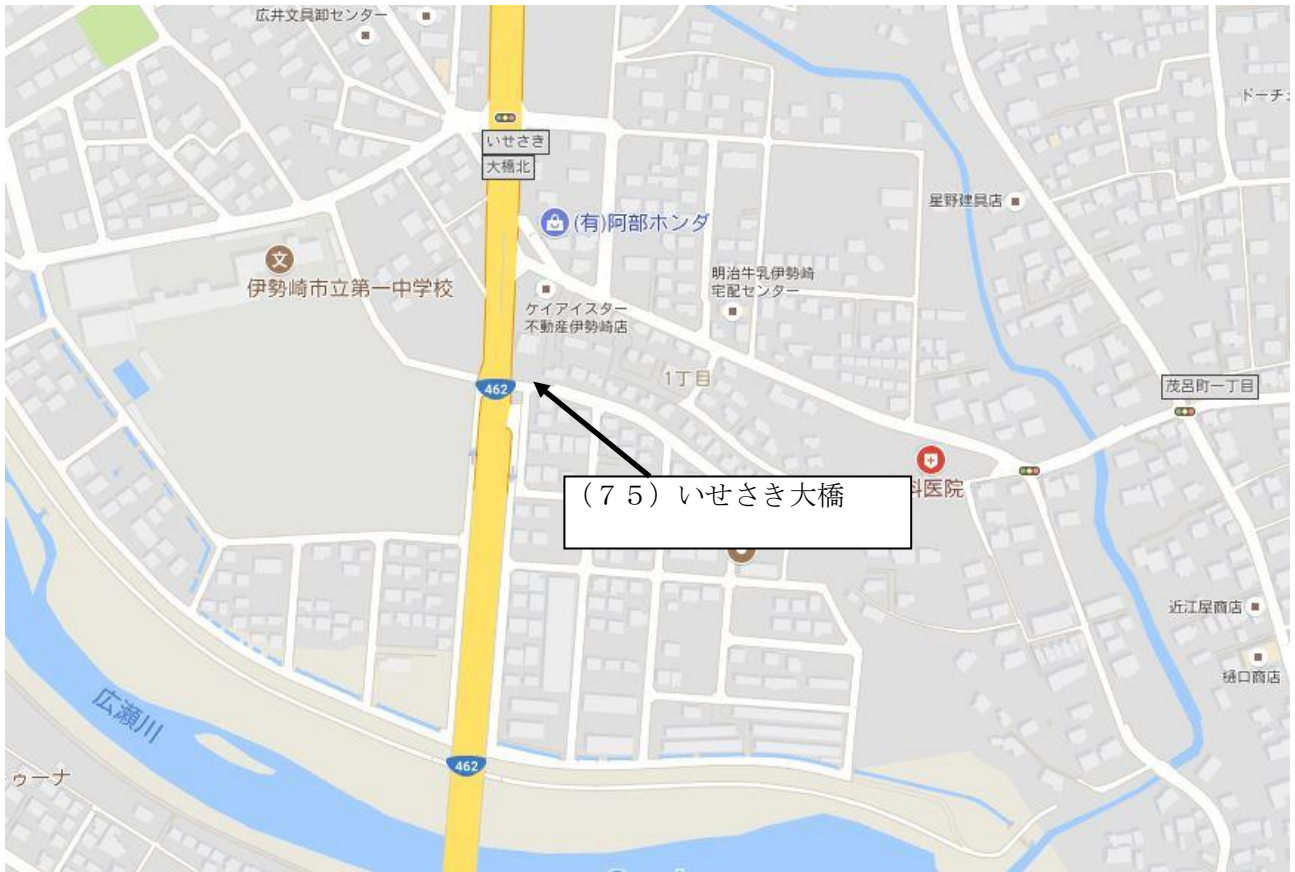 広井文具卸センター
ドーチェ
いせさき
大橋北
星野建具店
(有)阿部ホンダ
文
伊勢崎市立第一中学校
明治牛乳伊勢崎
宅配センター
ケイアイスター
不動産伊勢崎店
1丁目
462
茂呂町一丁目
(75)いせさき大橋
科医院
近江屋商店
樋口商店
広瀬川
462
ゥーナ